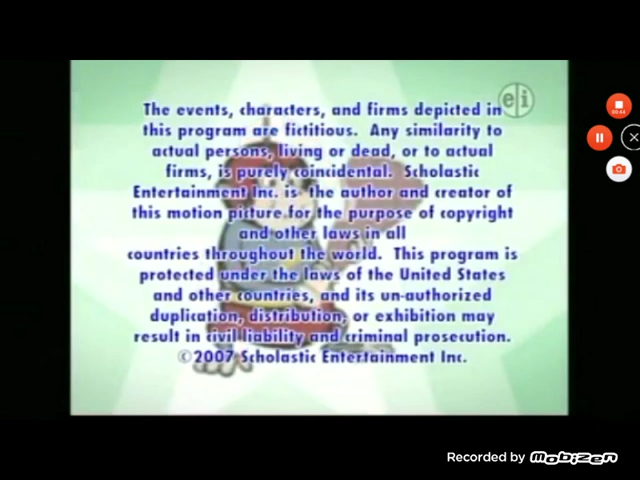 The events, characters, and firms depicted in
this program are fictitious. Any similarity to
actual persons, living or dead, or to actual
firms, is purely coincidental. Scholastic
Entertainment Inc. is the author and creator of
this motion picture for the purpose of copyright
and other laws in all
countries throughout the world. This program is
protected under the laws of the United States
and other countries, and its un-authorized
duplication, distribution, or exhibition may
result in civil liability and criminal prosecution.
©2007 Scholastic Entertainment Inc.
e/i
00:44
Recorded by Mobizen